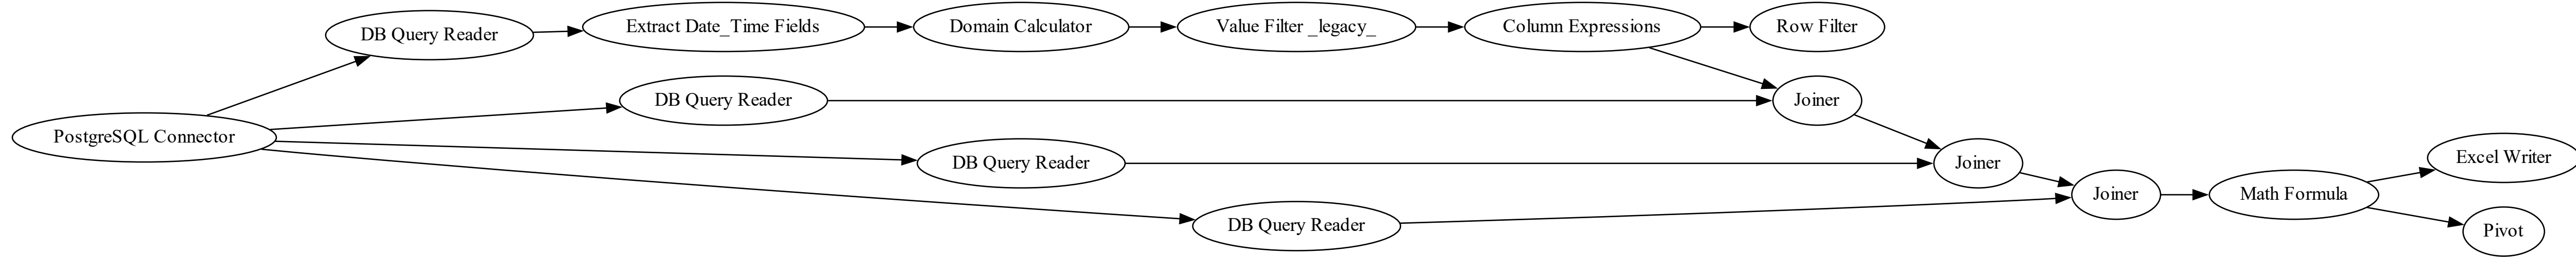 DB Query Reader
Extract Date_Time Fields
Domain Calculator
Value Filter _legacy_
Column Expressions
Row Filter
DB Query Reader
Joiner
PostgreSQL Connector
DB Query Reader
Joiner
Excel Writer
Joiner
Math Formula
DB Query Reader
Pivot